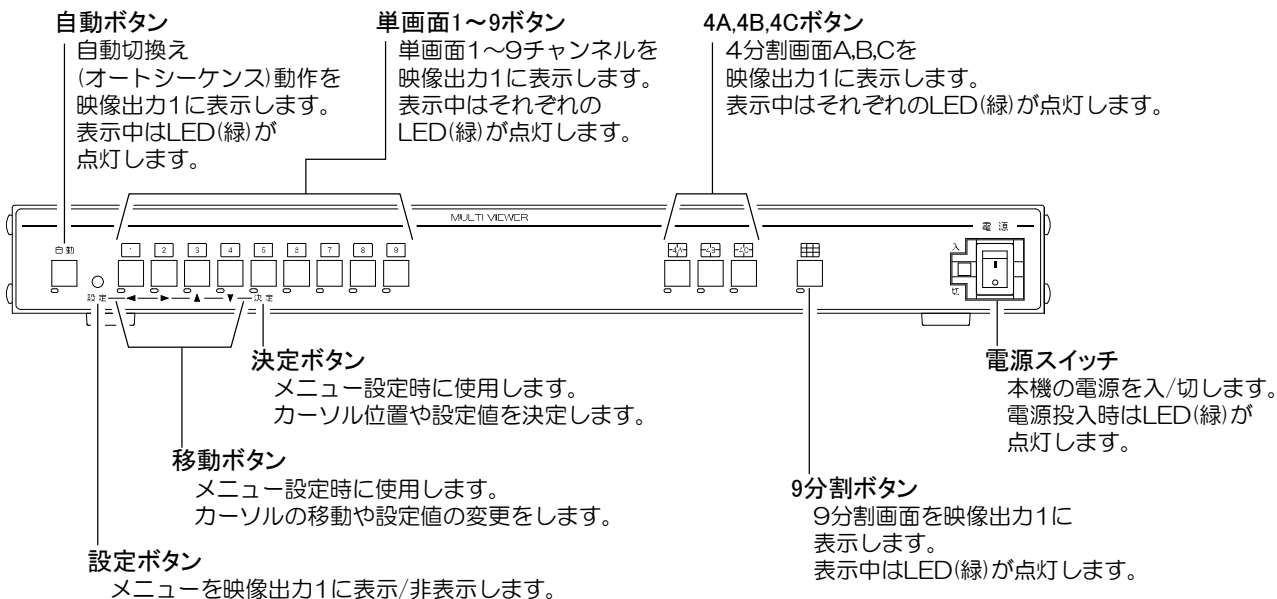 自動ボタン
自動切換え
(オートシーケンス)動作を
映像出力1に表示します。
表示中はLED(緑)が
点灯します。
単画面1～9ボタン
単画面1～9チャンネルを
映像出力1に表示します。
表示中はそれぞれの
LED(緑)が点灯します。
4A,4B,4Cボタン
4分割画面A,B,Cを
映像出力1に表示します。
表示中はそれぞれのLED(緑)が点灯します。
MULTI VIEWER
電源
自動
1 2 3 4 5 6 7 8 9
4A 4B 4C
入
切
設定 ◀ ▶ ▲ ▼ 決定
決定ボタン
メニュー設定時に使用します。
カーソル位置や設定値を決定します。
電源スイッチ
本機の電源を入/切します。
電源投入時はLED(緑)が
点灯します。
移動ボタン
メニュー設定時に使用します。
カーソルの移動や設定値の変更をします。
9分割ボタン
9分割画面を映像出力1に
表示します。
表示中はLED(緑)が点灯します。
設定ボタン
メニューを映像出力1に表示/非表示します。